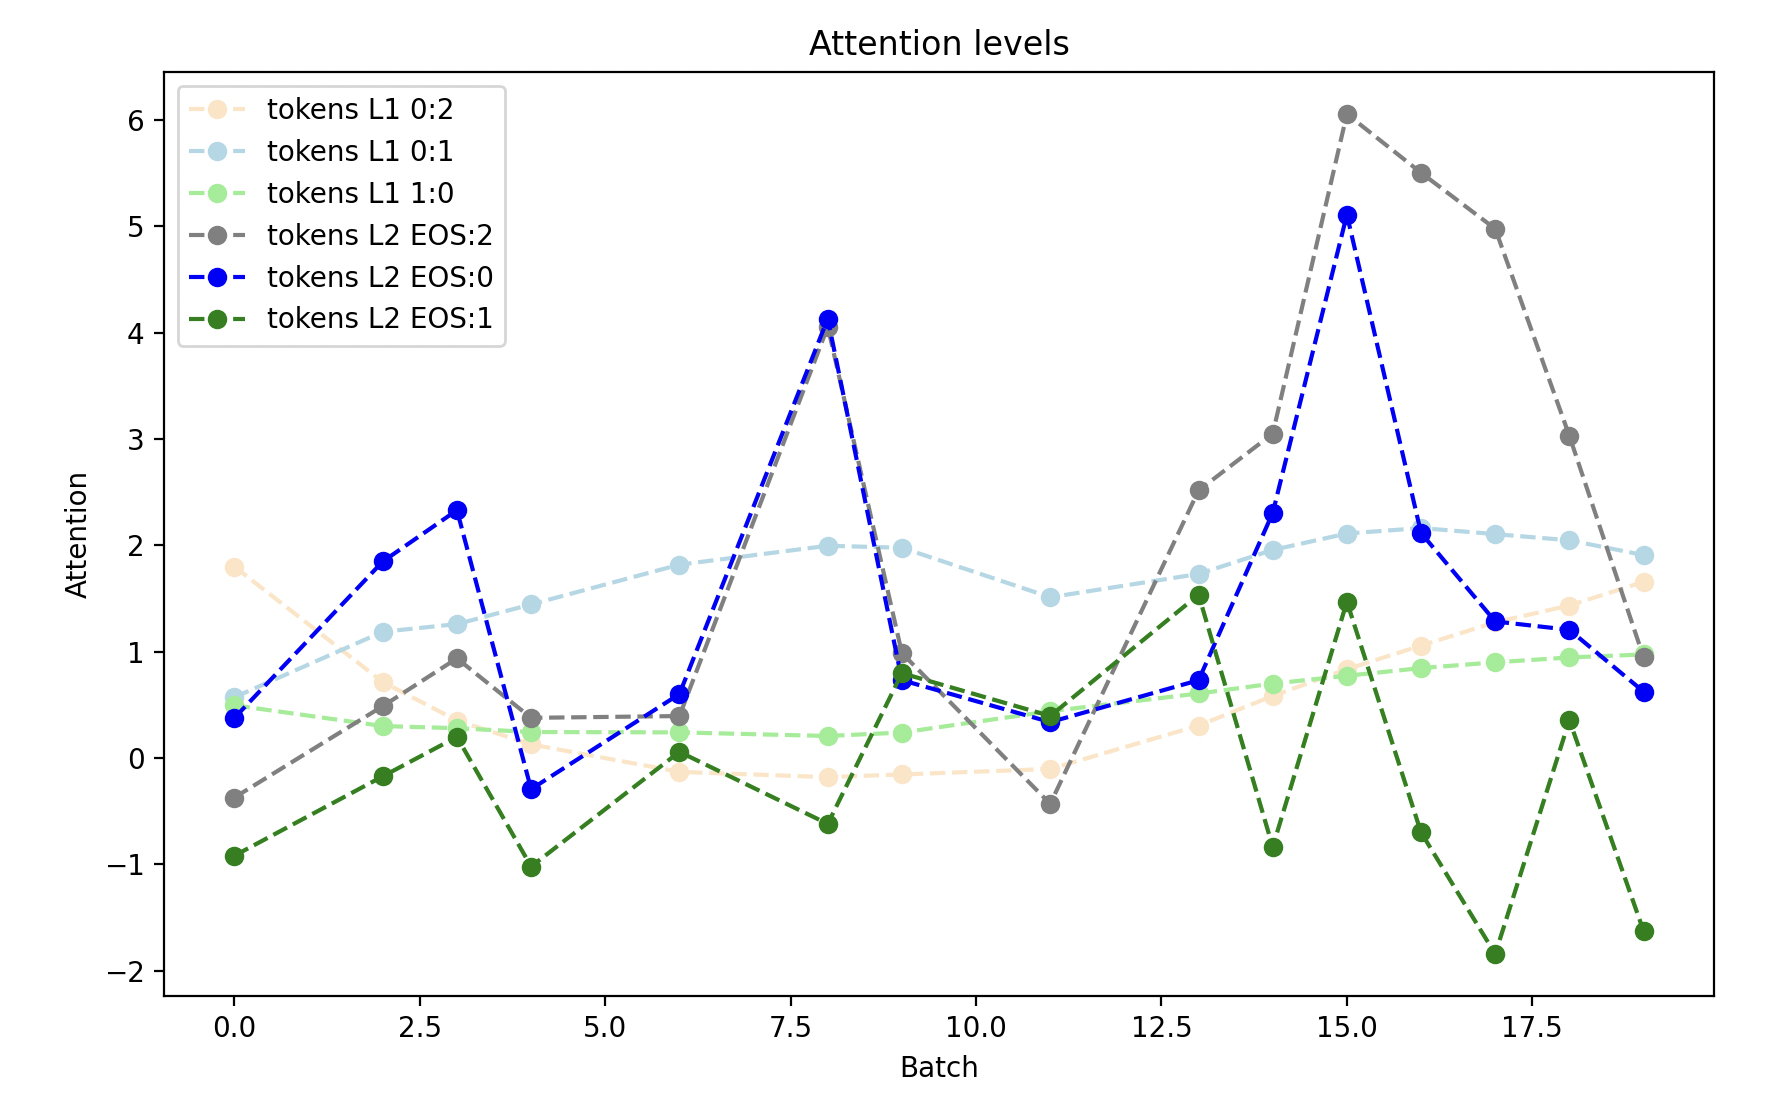 Attention levels
tokens L1 0:2
tokens L1 0:1
tokens L1 1:0
tokens L2 EOS:2
tokens L2 EOS:0
tokens L2 EOS:1
6
5
4
3
2
1
0
−1
−2
Attention
0.0 2.5 5.0 7.5 10.0 12.5 15.0 17.5
Batch